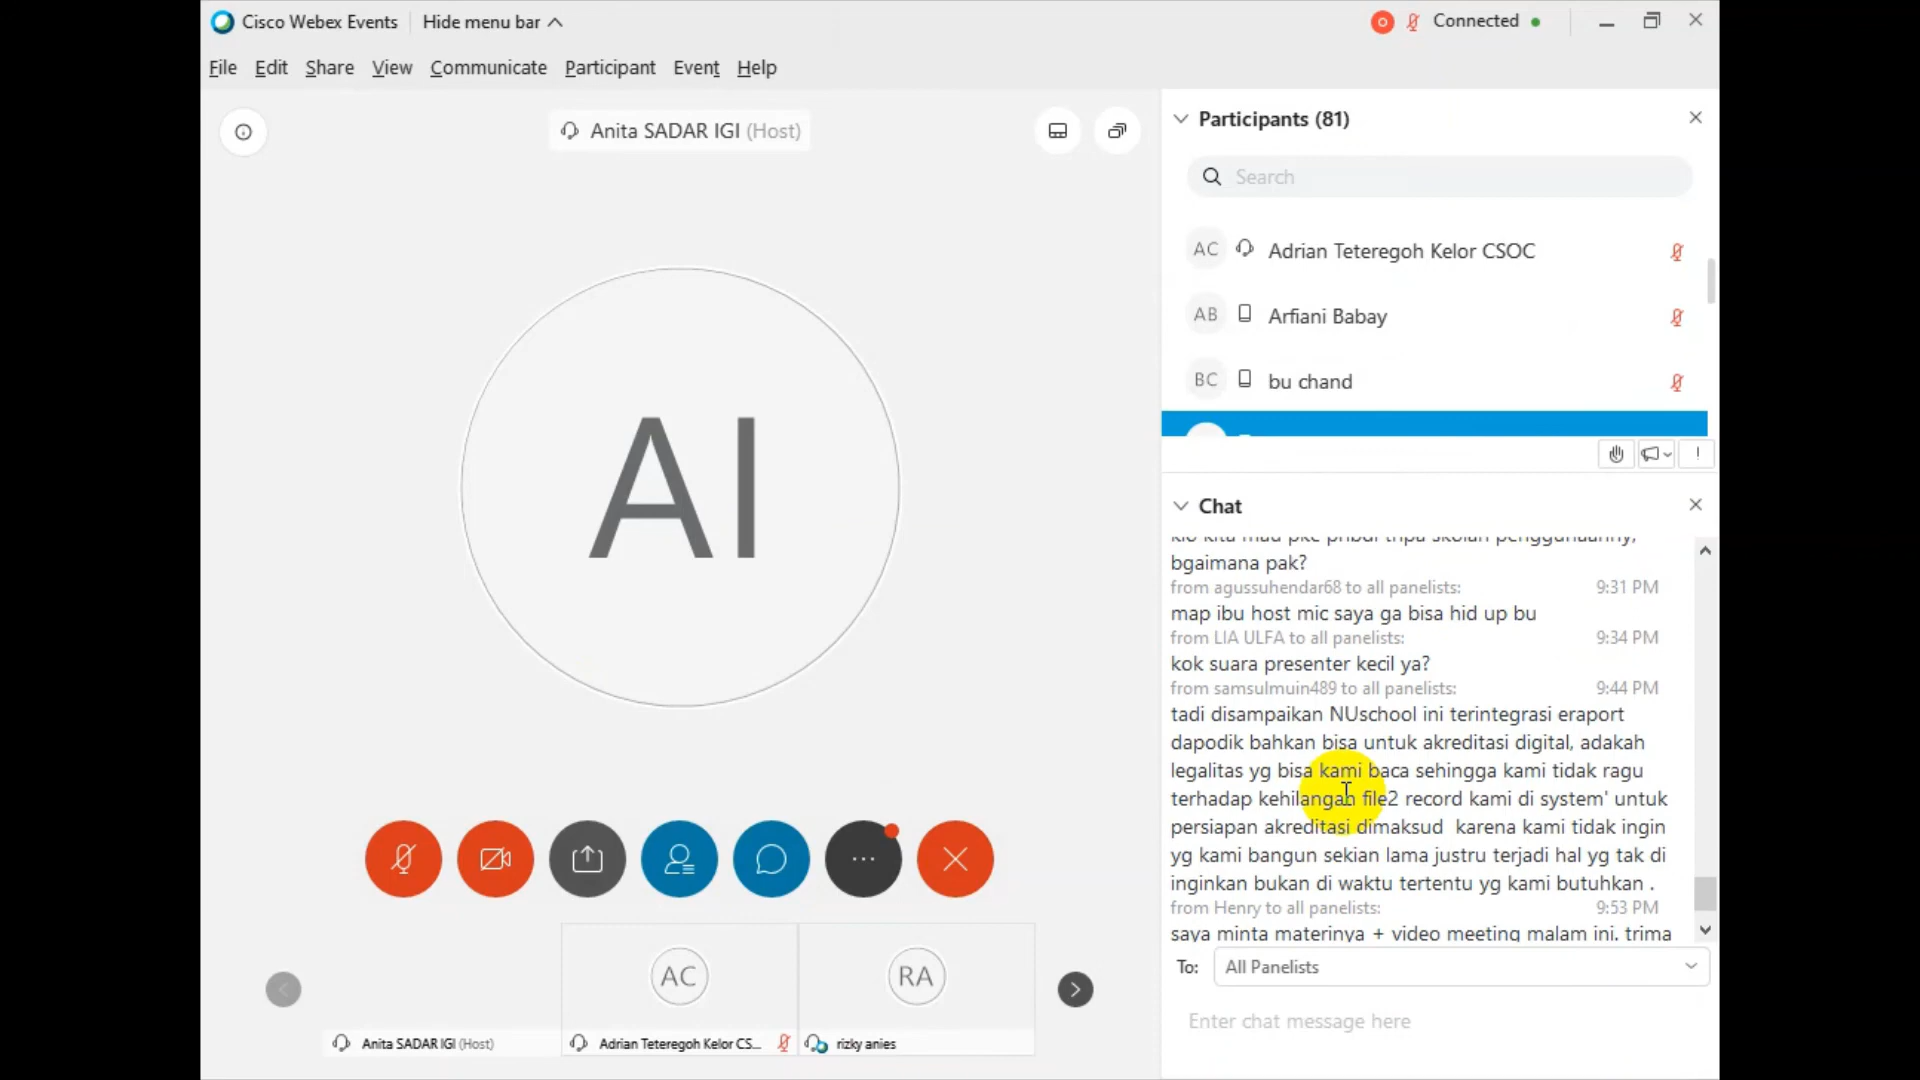 Cisco Webex Events
Hide menu bar
Connected
File Edit Share View Communicate Participant Event Help
Anita SADAR IGI (Host)
AI
Participants (81)
Search
AC Adrian Teteregoh Kelor CSOC
AB Arfiani Babay
BC bu chand
Chat
klo kita mau pke pribdi tnpa skolah penggunaanny,
bgaimana pak?
from agussuhendar68 to all panelists: 9:31 PM
map ibu host mic saya ga bisa hid up bu
from LIA ULFA to all panelists: 9:34 PM
kok suara presenter kecil ya?
from samsulmuin489 to all panelists: 9:44 PM
tadi disampaikan NUschool ini terintegrasi eraport
dapodik bahkan bisa untuk akreditasi digital, adakah
legalitas yg bisa kami baca sehingga kami tidak ragu
terhadap kehilangan file2 record kami di system' untuk
persiapan akreditasi dimaksud karena kami tidak ingin
yg kami bangun sekian lama justru terjadi hal yg tak di
inginkan bukan di waktu tertentu yg kami butuhkan .
from Henry to all panelists: 9:53 PM
saya minta materinya + video meeting malam ini. trima
To: All Panelists
Enter chat message here
AC
RA
Anita SADAR IGI (Host)
Adrian Teteregoh Kelor CS...
rizky anies